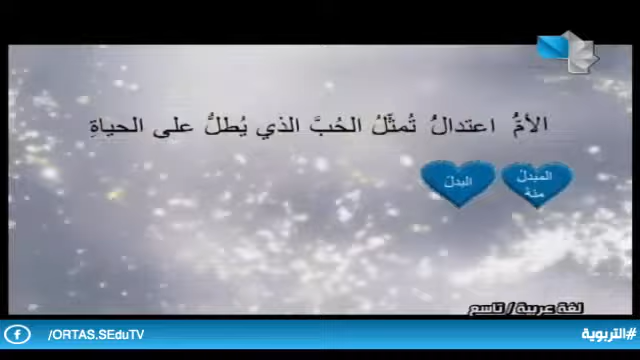 الأمُّ اعتدالُ تُمثّلُ الحُبَّ الذي يُطلُّ على الحياةِ
المبدلُ منهُ
البدلُ
لغة عربية / تاسع
#التربوية
/ORTAS.SEduTV